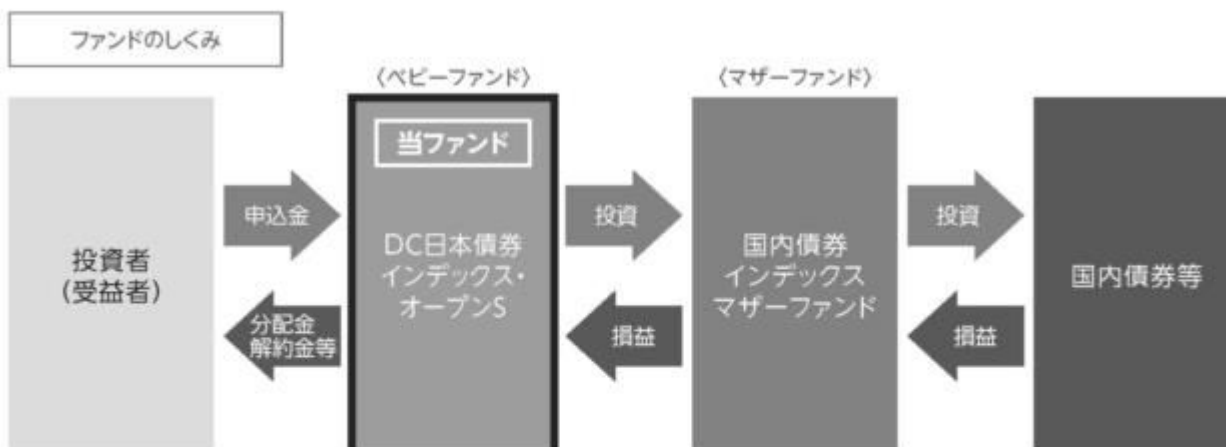 ファンドのしくみ
〈ベビーファンド〉
〈マザーファンド〉
投資者
(受益者)
申込金
分配金
解約金等
当ファンド
DC日本債券
インデックス・
オープンS
投資
損益
国内債券
インデックス
マザーファンド
投資
損益
国内債券等